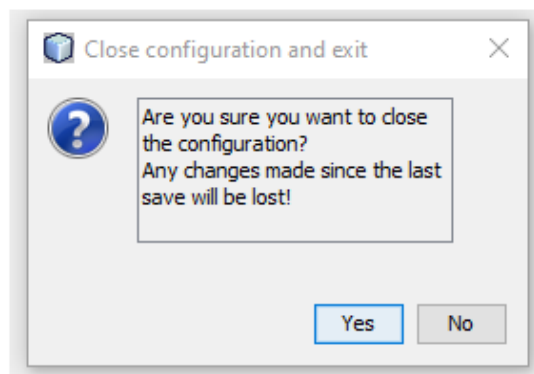 Close configuration and exit
Are you sure you want to close
the configuration?
Any changes made since the last
save will be lost!
Yes
No